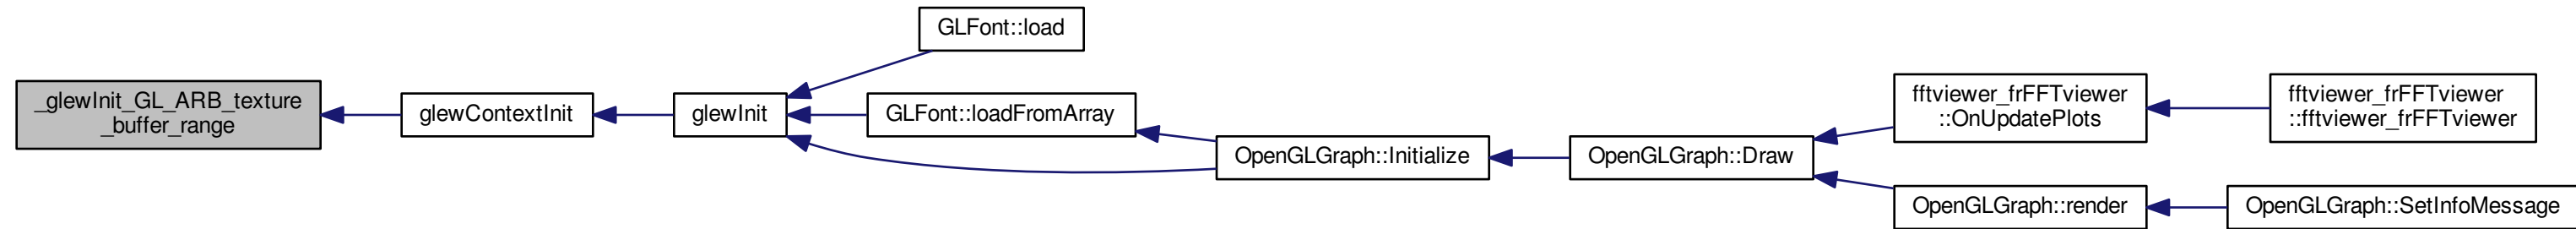 _glewInit_GL_ARB_texture
_buffer_range
glewContextInit
glewInit
GLFont::load
GLFont::loadFromArray
OpenGLGraph::Initialize
OpenGLGraph::Draw
fftviewer_frFFTviewer
::OnUpdatePlots
fftviewer_frFFTviewer
::fftviewer_frFFTviewer
OpenGLGraph::render
OpenGLGraph::SetInfoMessage